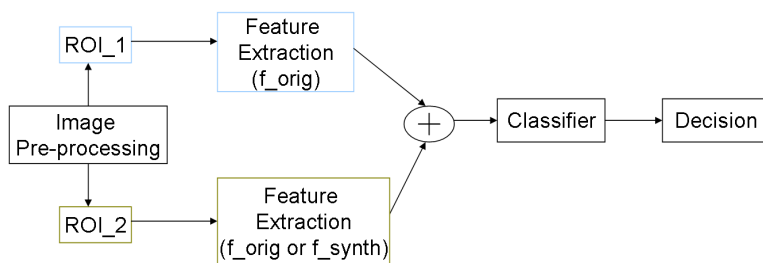 ROI_1
Feature
Extraction
(f_orig)
Image
Pre-processing
+
Classifier
Decision
ROI_2
Feature
Extraction
(f_orig or f_synth)